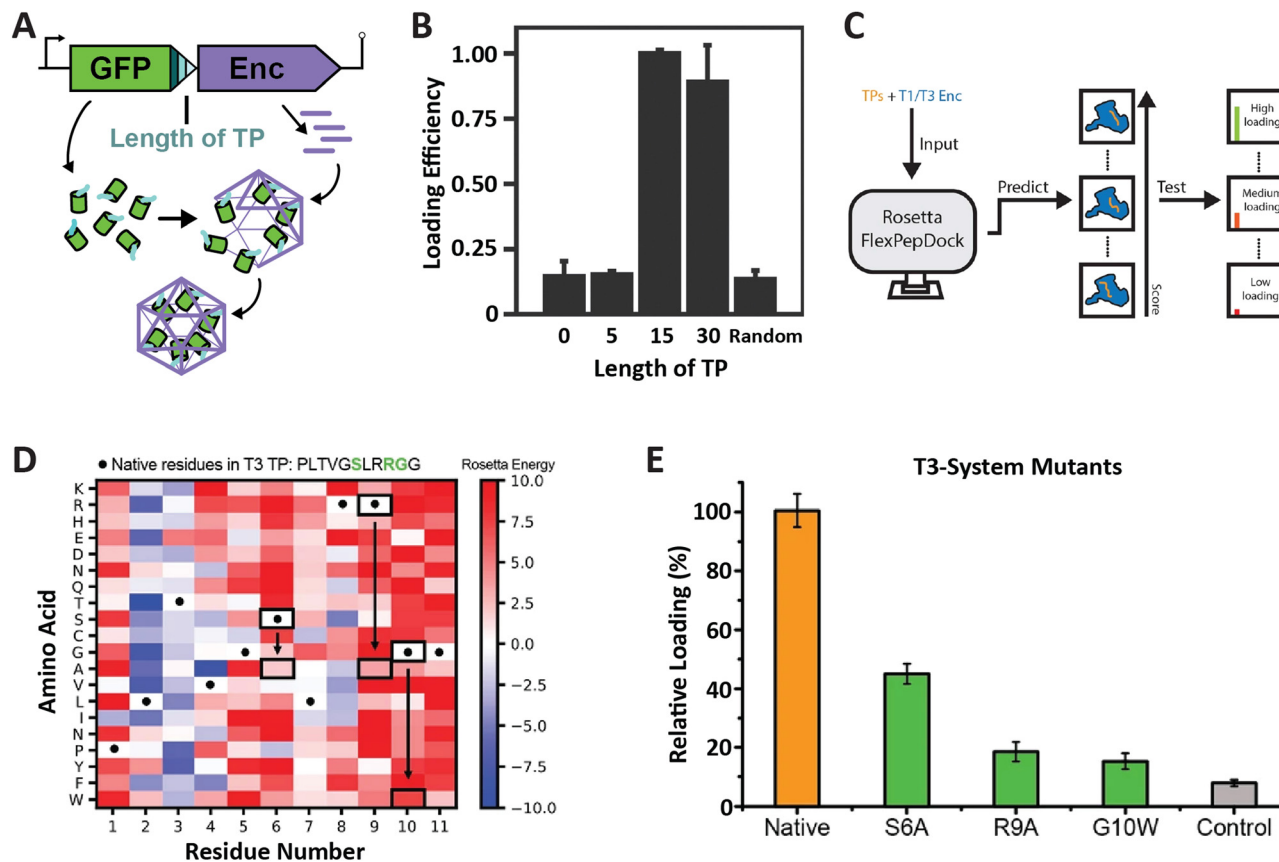 A
GFP
Enc
Length of TP
B
Loading Efficiency
1.00
0.75
0.50
0.25
0
0 5 15 30 Random
Length of TP
C
TPs + T1/T3 Enc
Input
Rosetta
FlexPepDock
Predict
Score
Test
High
loading
Medium
loading
Low
loading
D
● Native residues in T3 TP: PLTVGSLRRGG
Rosetta Energy
Amino Acid
K
R
H
E
D
N
Q
T
S
C
G
A
V
L
I
N
P
Y
F
W
1 2 3 4 5 6 7 8 9 10 11
Residue Number
10.0
7.5
5.0
2.5
0.0
−2.5
−5.0
−7.5
−10.0
E
T3-System Mutants
Relative Loading (%)
100
80
60
40
20
0
Native S6A R9A G10W Control